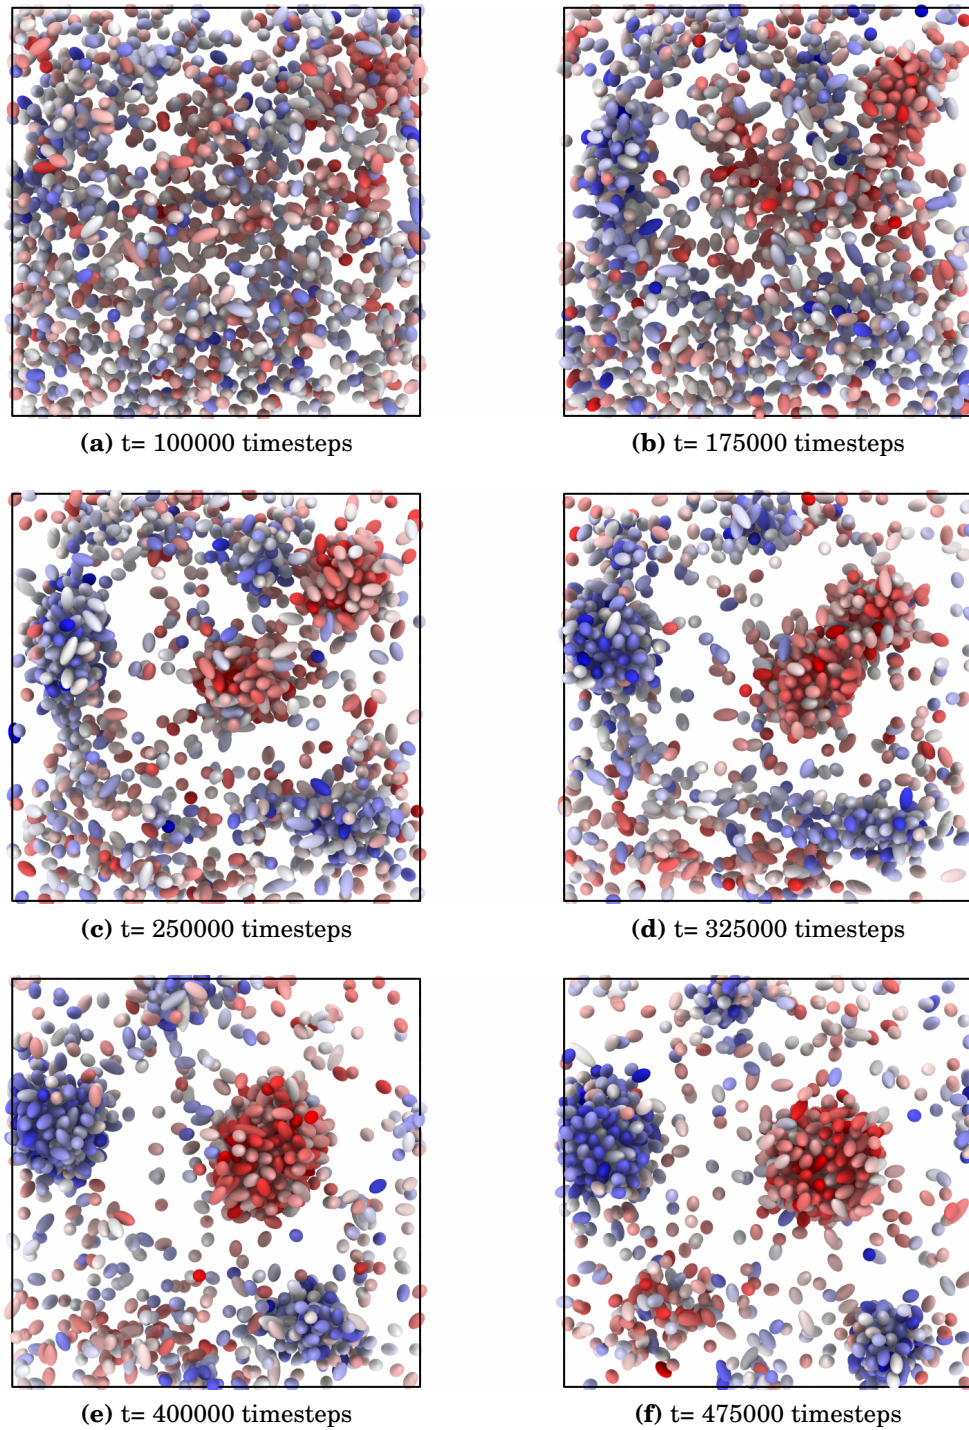 (a) t= 100000 timesteps
(b) t= 175000 timesteps
(c) t= 250000 timesteps
(d) t= 325000 timesteps
(e) t= 400000 timesteps
(f) t= 475000 timesteps